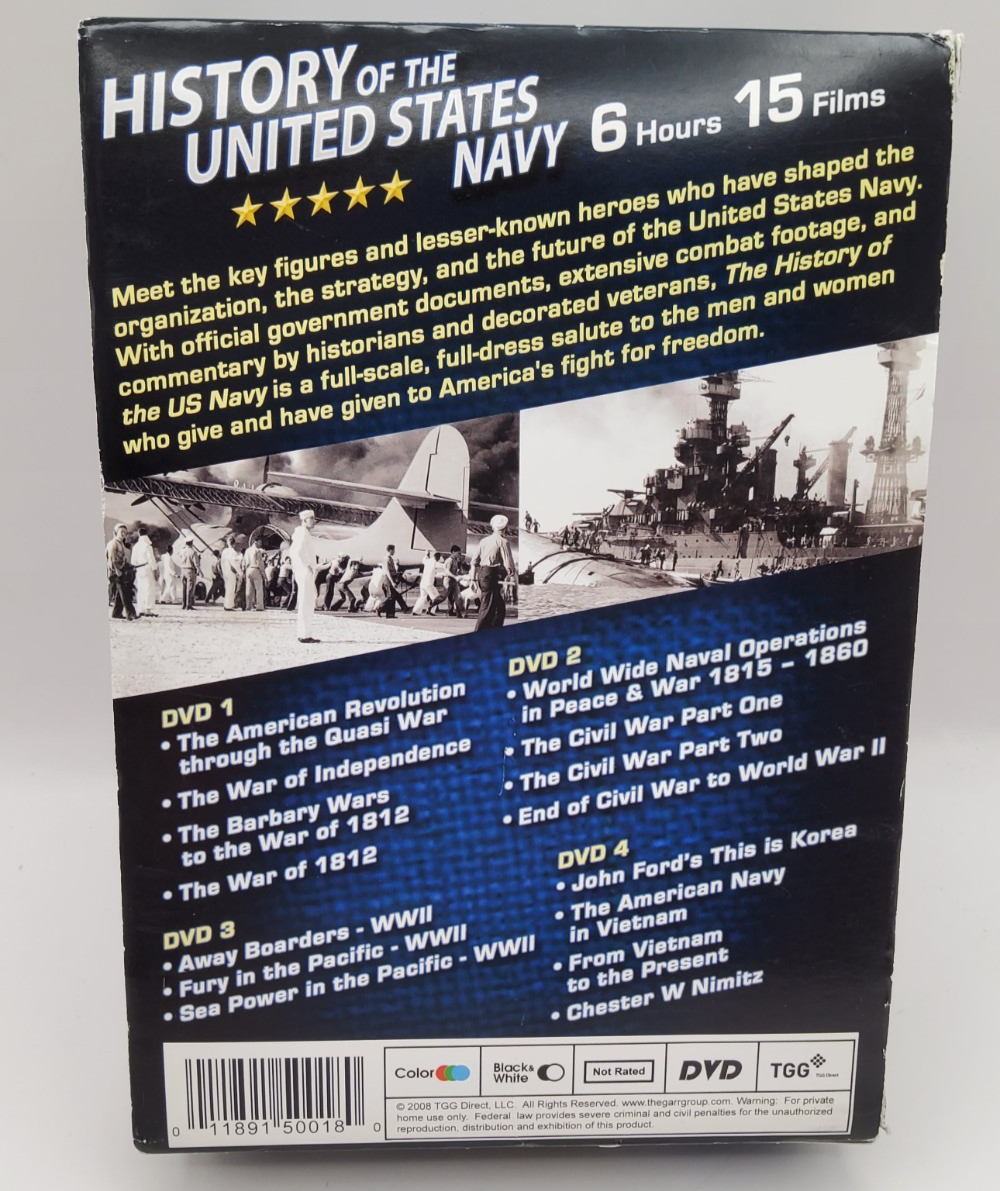 HISTORY OF THE
UNITED STATES
NAVY
6 Hours 15 Films
Meet the key figures and lesser-known heroes who have shaped the
organization, the strategy, and the future of the United States Navy.
With official government documents, extensive combat footage, and
commentary by historians and decorated veterans, The History of
the US Navy is a full-scale, full-dress salute to the men and women
who give and have given to America's fight for freedom.
DVD 1
• The American Revolution
through the Quasi War
• The War of Independence
• The Barbary Wars
to the War of 1812
• The War of 1812
DVD 2
• World Wide Naval Operations
in Peace & War 1815 – 1860
• The Civil War Part One
• The Civil War Part Two
• End of Civil War to World War II
DVD 3
• Away Boarders - WWII
• Fury in the Pacific - WWII
• Sea Power in the Pacific - WWII
DVD 4
• John Ford's This is Korea
• The American Navy
in Vietnam
• From Vietnam
to the Present
• Chester W Nimitz
0 11891 50018 0
Color
Black&
White
Not Rated
DVD
TGG TGG Direct
© 2008 TGG Direct, LLC. All Rights Reserved. www.thegarrgroup.com. Warning: For private
home use only. Federal law provides severe criminal and civil penalties for the unauthorized
reproduction, distribution and exhibition of this product.